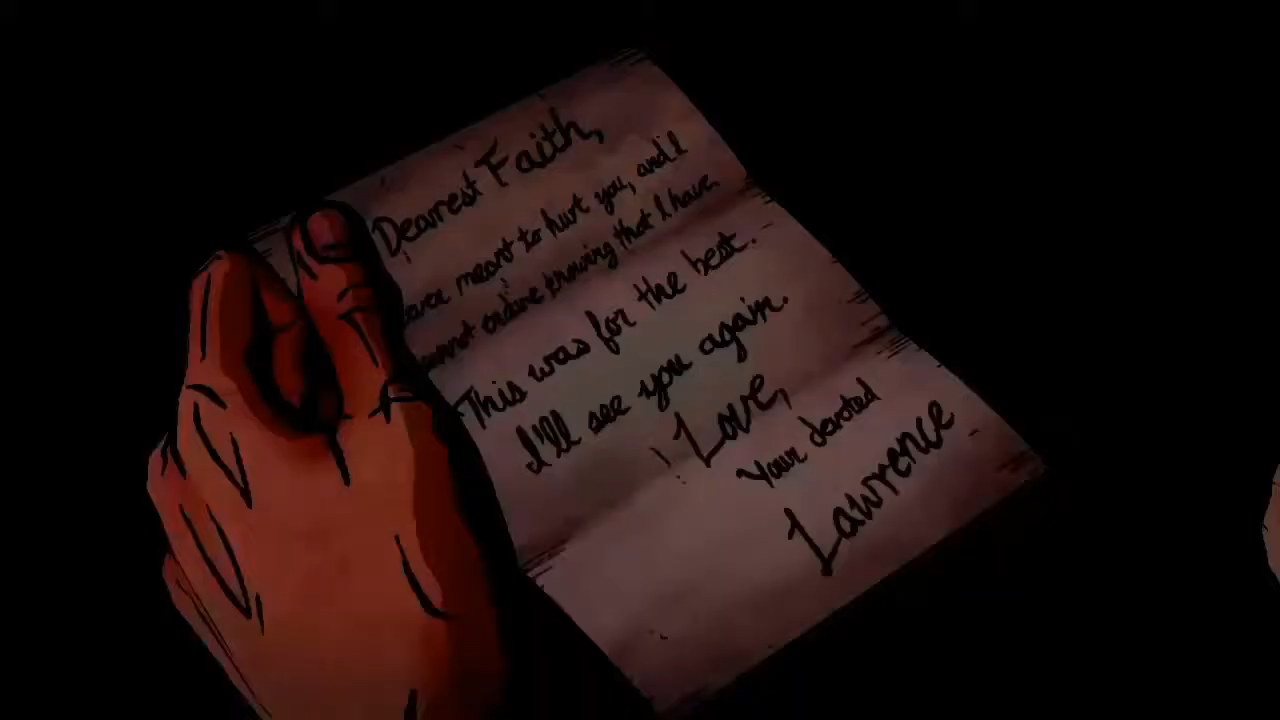 Dearest Faith,
meant to hurt you, and I
knowing that I have.
This was for the best.
I'll see you again.
Love,
Your devoted
Lawrence